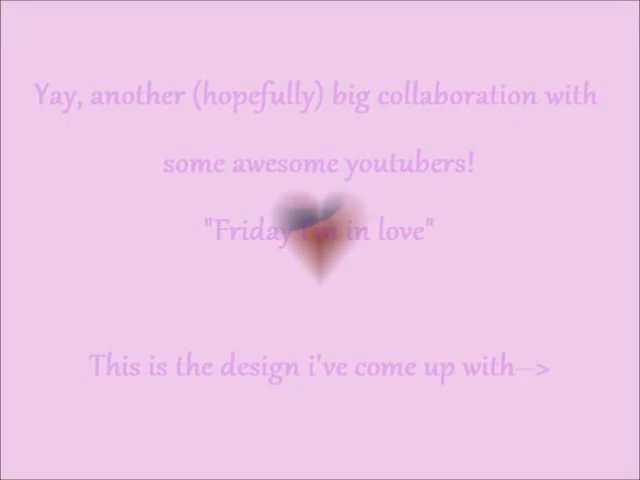 Yay, another (hopefully) big collaboration with
some awesome youtubers!
"Friday I'm in love"
This is the design i've come up with-->